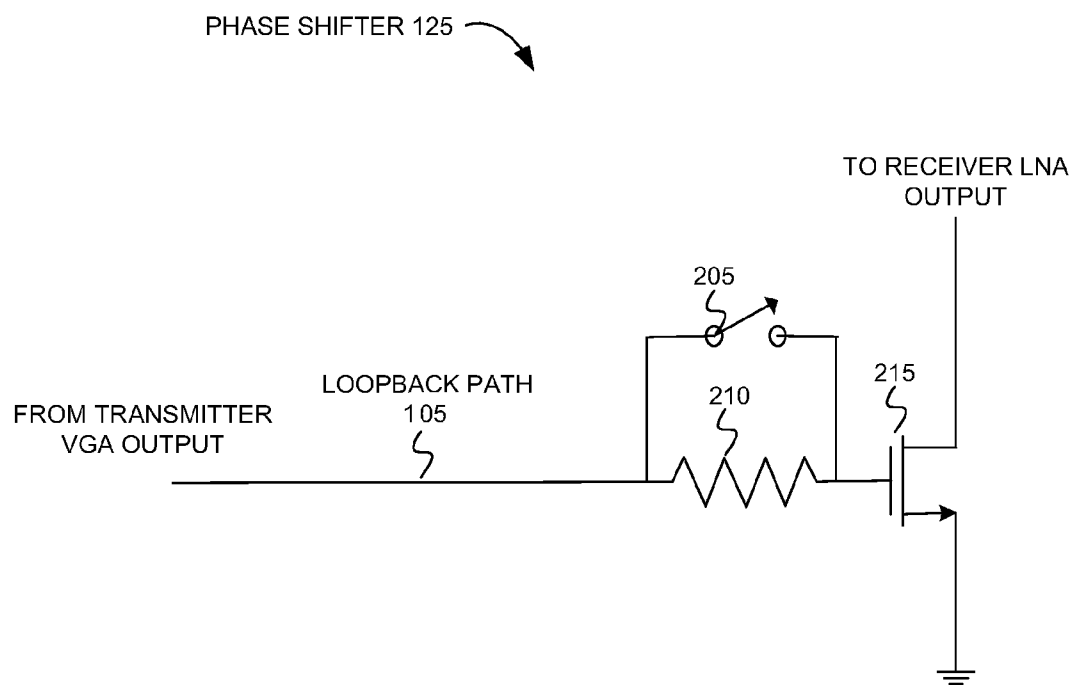 PHASE SHIFTER 125
TO RECEIVER LNA
OUTPUT
205
LOOPBACK PATH
105
210
215
FROM TRANSMITTER
VGA OUTPUT